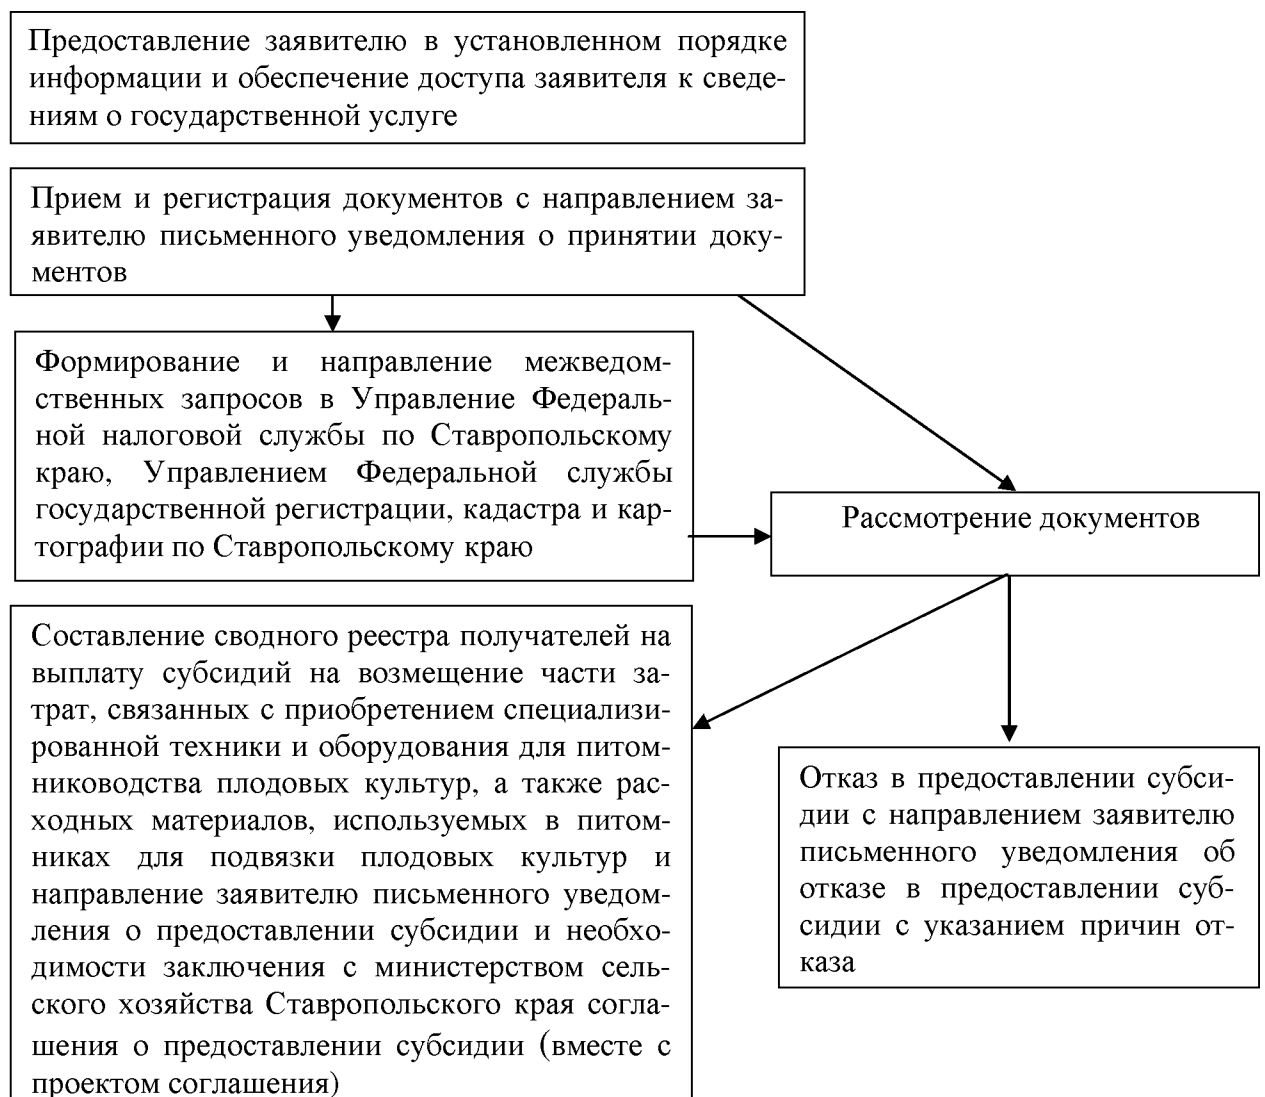 Предоставление заявителю в установленном порядке
информации и обеспечение доступа заявителя к сведе-
ниям о государственной услуге
Прием и регистрация документов с направлением за-
явителю письменного уведомления о принятии доку-
ментов
Формирование и направление межведом-
ственных запросов в Управление Федераль-
ной налоговой службы по Ставропольскому
краю, Управлением Федеральной службы
государственной регистрации, кадастра и кар-
тографии по Ставропольскому краю
Рассмотрение документов
Составление сводного реестра получателей на
выплату субсидий на возмещение части за-
трат, связанных с приобретением специализи-
рованной техники и оборудования для питом-
ниководства плодовых культур, а также рас-
ходных материалов, используемых в питом-
никах для подвязки плодовых культур и
направление заявителю письменного уведом-
ления о предоставлении субсидии и необхо-
димости заключения с министерством сель-
ского хозяйства Ставропольского края согла-
шения о предоставлении субсидии (вместе с
проектом соглашения)
Отказ в предоставлении субси-
дии с направлением заявителю
письменного уведомления об
отказе в предоставлении суб-
сидии с указанием причин от-
каза